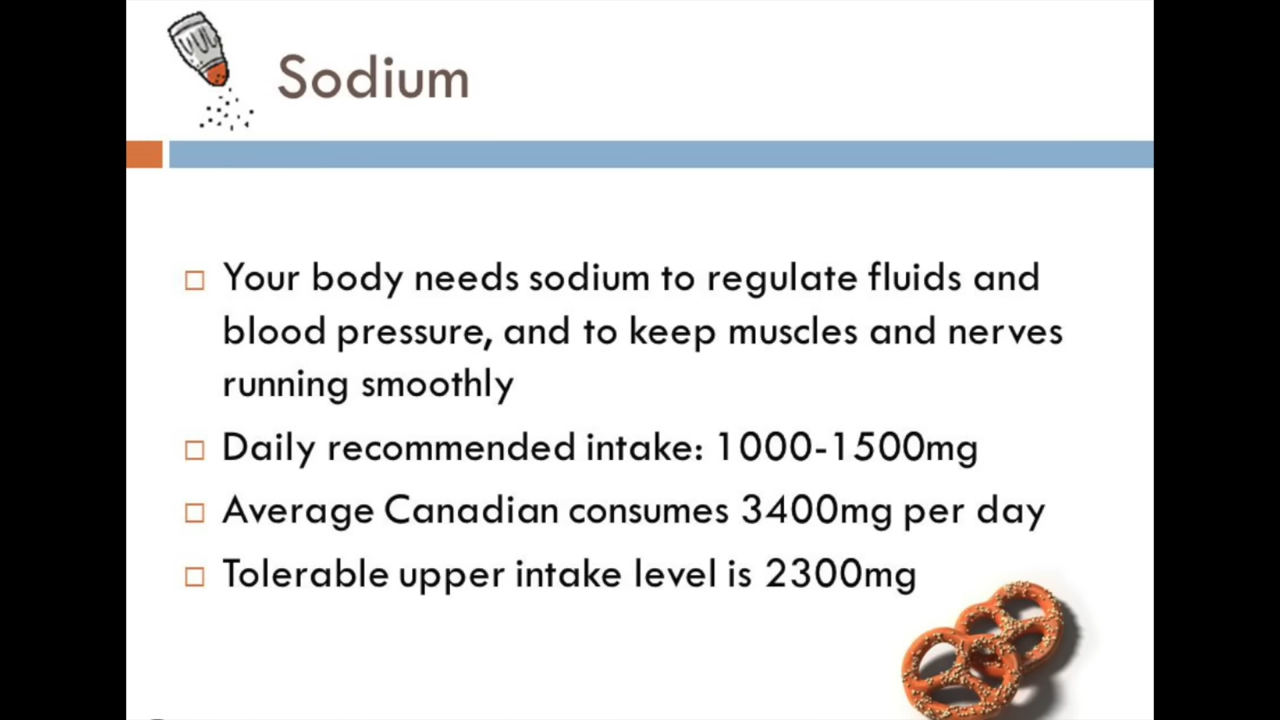 Sodium
Your body needs sodium to regulate fluids and
blood pressure, and to keep muscles and nerves
running smoothly
Daily recommended intake: 1000-1500mg
Average Canadian consumes 3400mg per day
Tolerable upper intake level is 2300mg